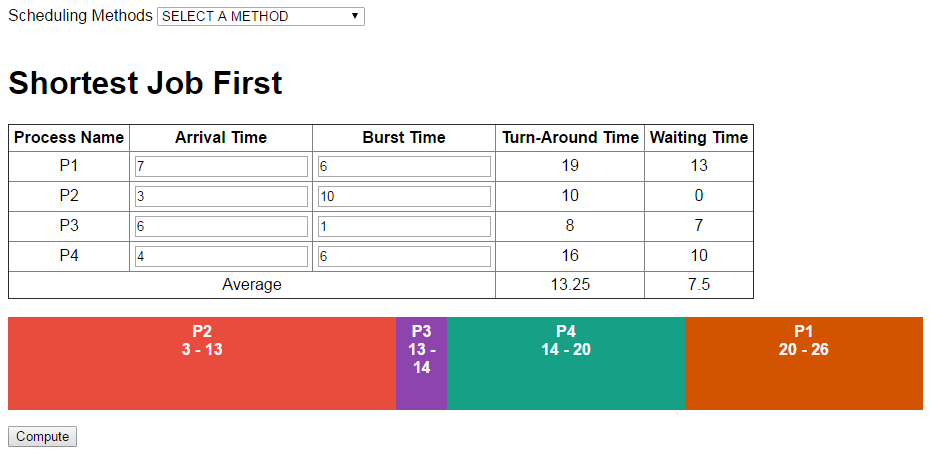 Scheduling Methods SELECT A METHOD
Shortest Job First
Process Name Arrival Time Burst Time Turn-Around Time Waiting Time
P1 7 6 19 13
P2 3 10 10 0
P3 6 1 8 7
P4 4 6 16 10
Average 13.25 7.5
P2
3 - 13
P3
13 -
14
P4
14 - 20
P1
20 - 26
Compute